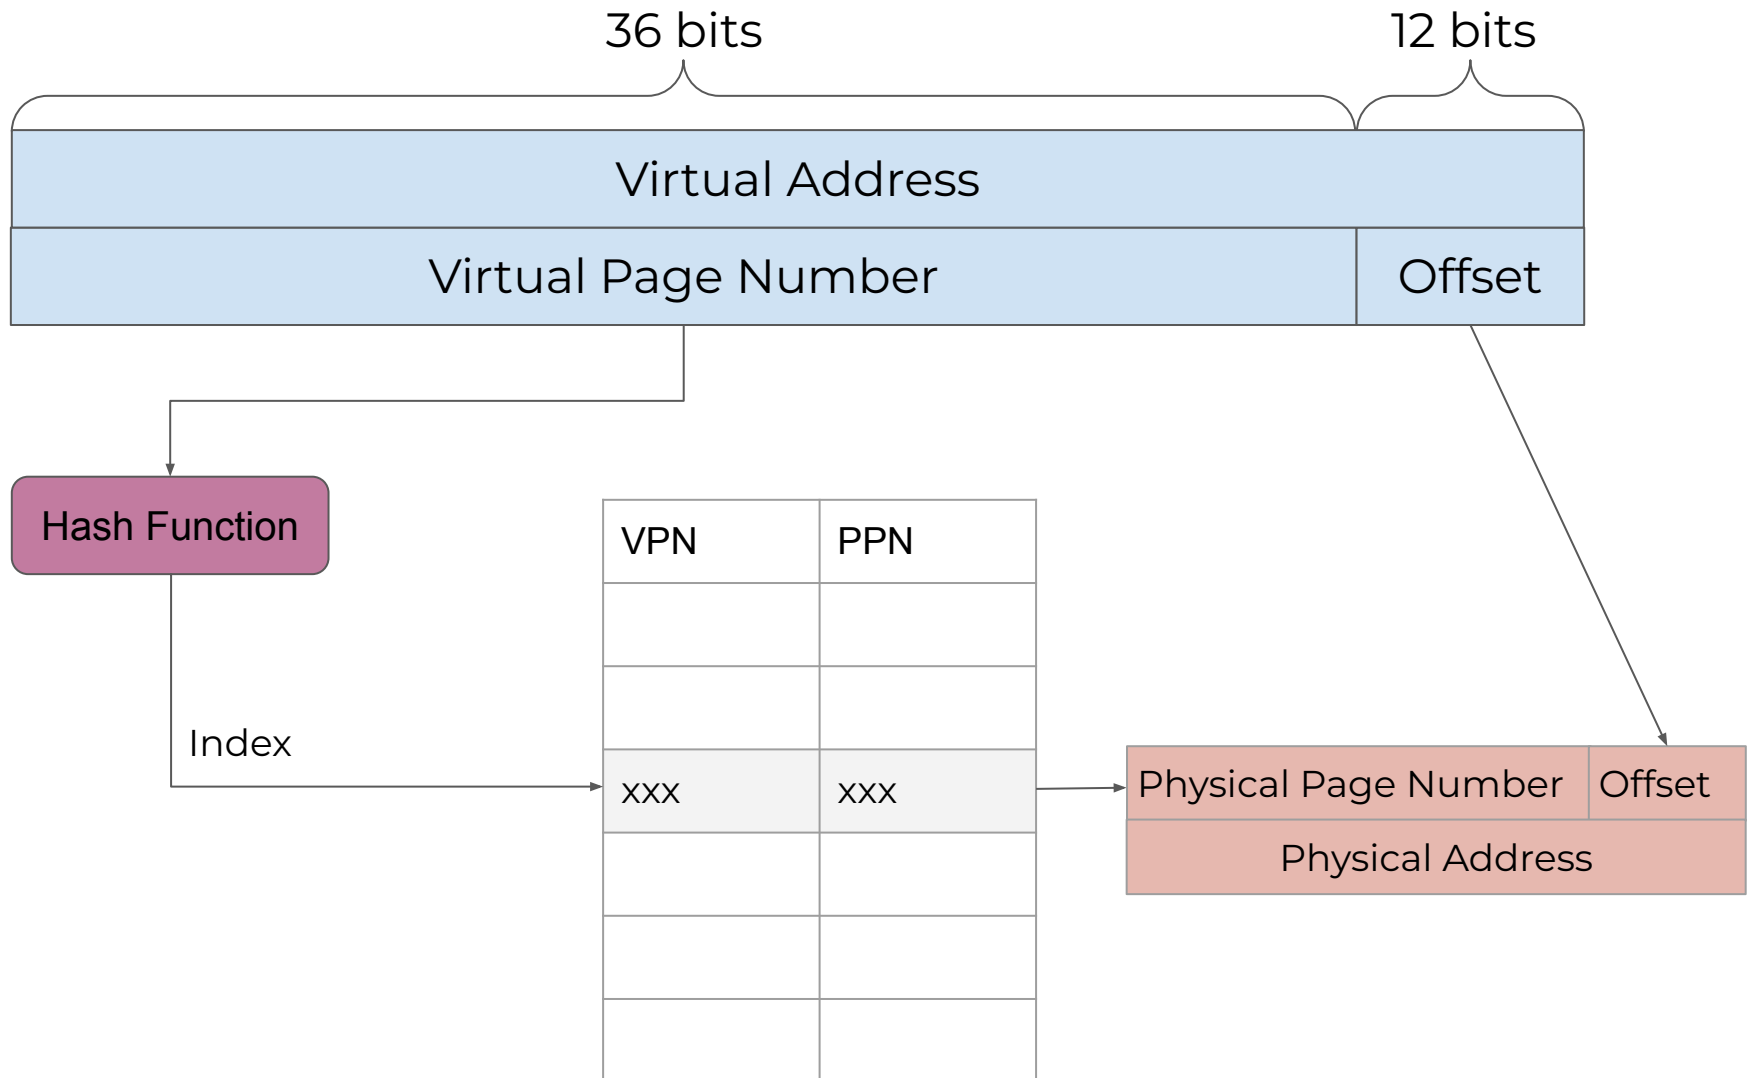 36 bits
12 bits
Virtual Address
Virtual Page Number
Offset
Hash Function
VPN
PPN
Index
xxx
xxx
Physical Page Number
Offset
Physical Address